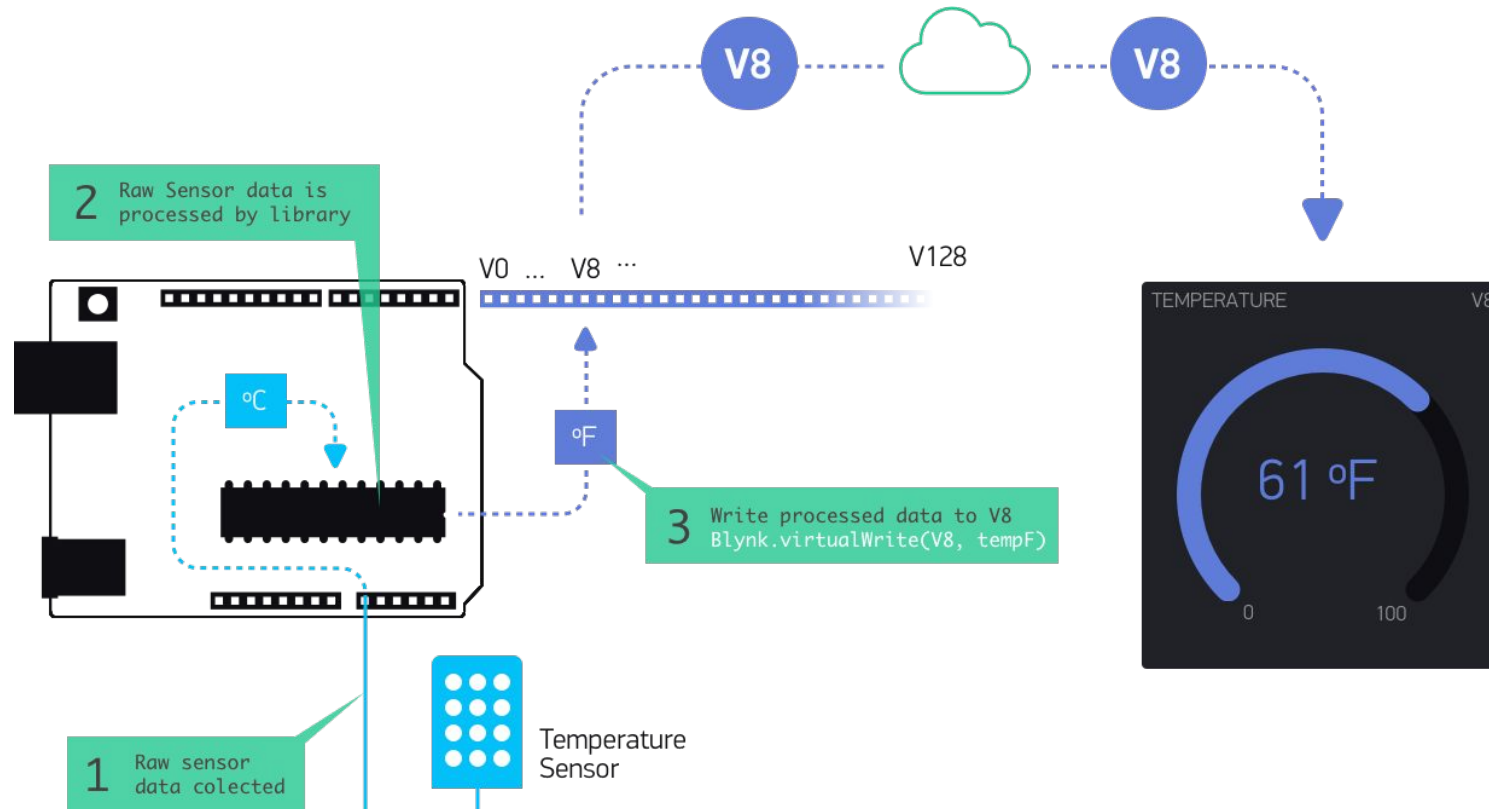 V8
V8
2 Raw Sensor data is
processed by library
V0 ... V8 ... V128
TEMPERATURE V8
ºC
ºF
61 ºF
3 Write processed data to V8
Blynk.virtualWrite(V8, tempF)
0 100
1 Raw sensor
data colected
Temperature
Sensor